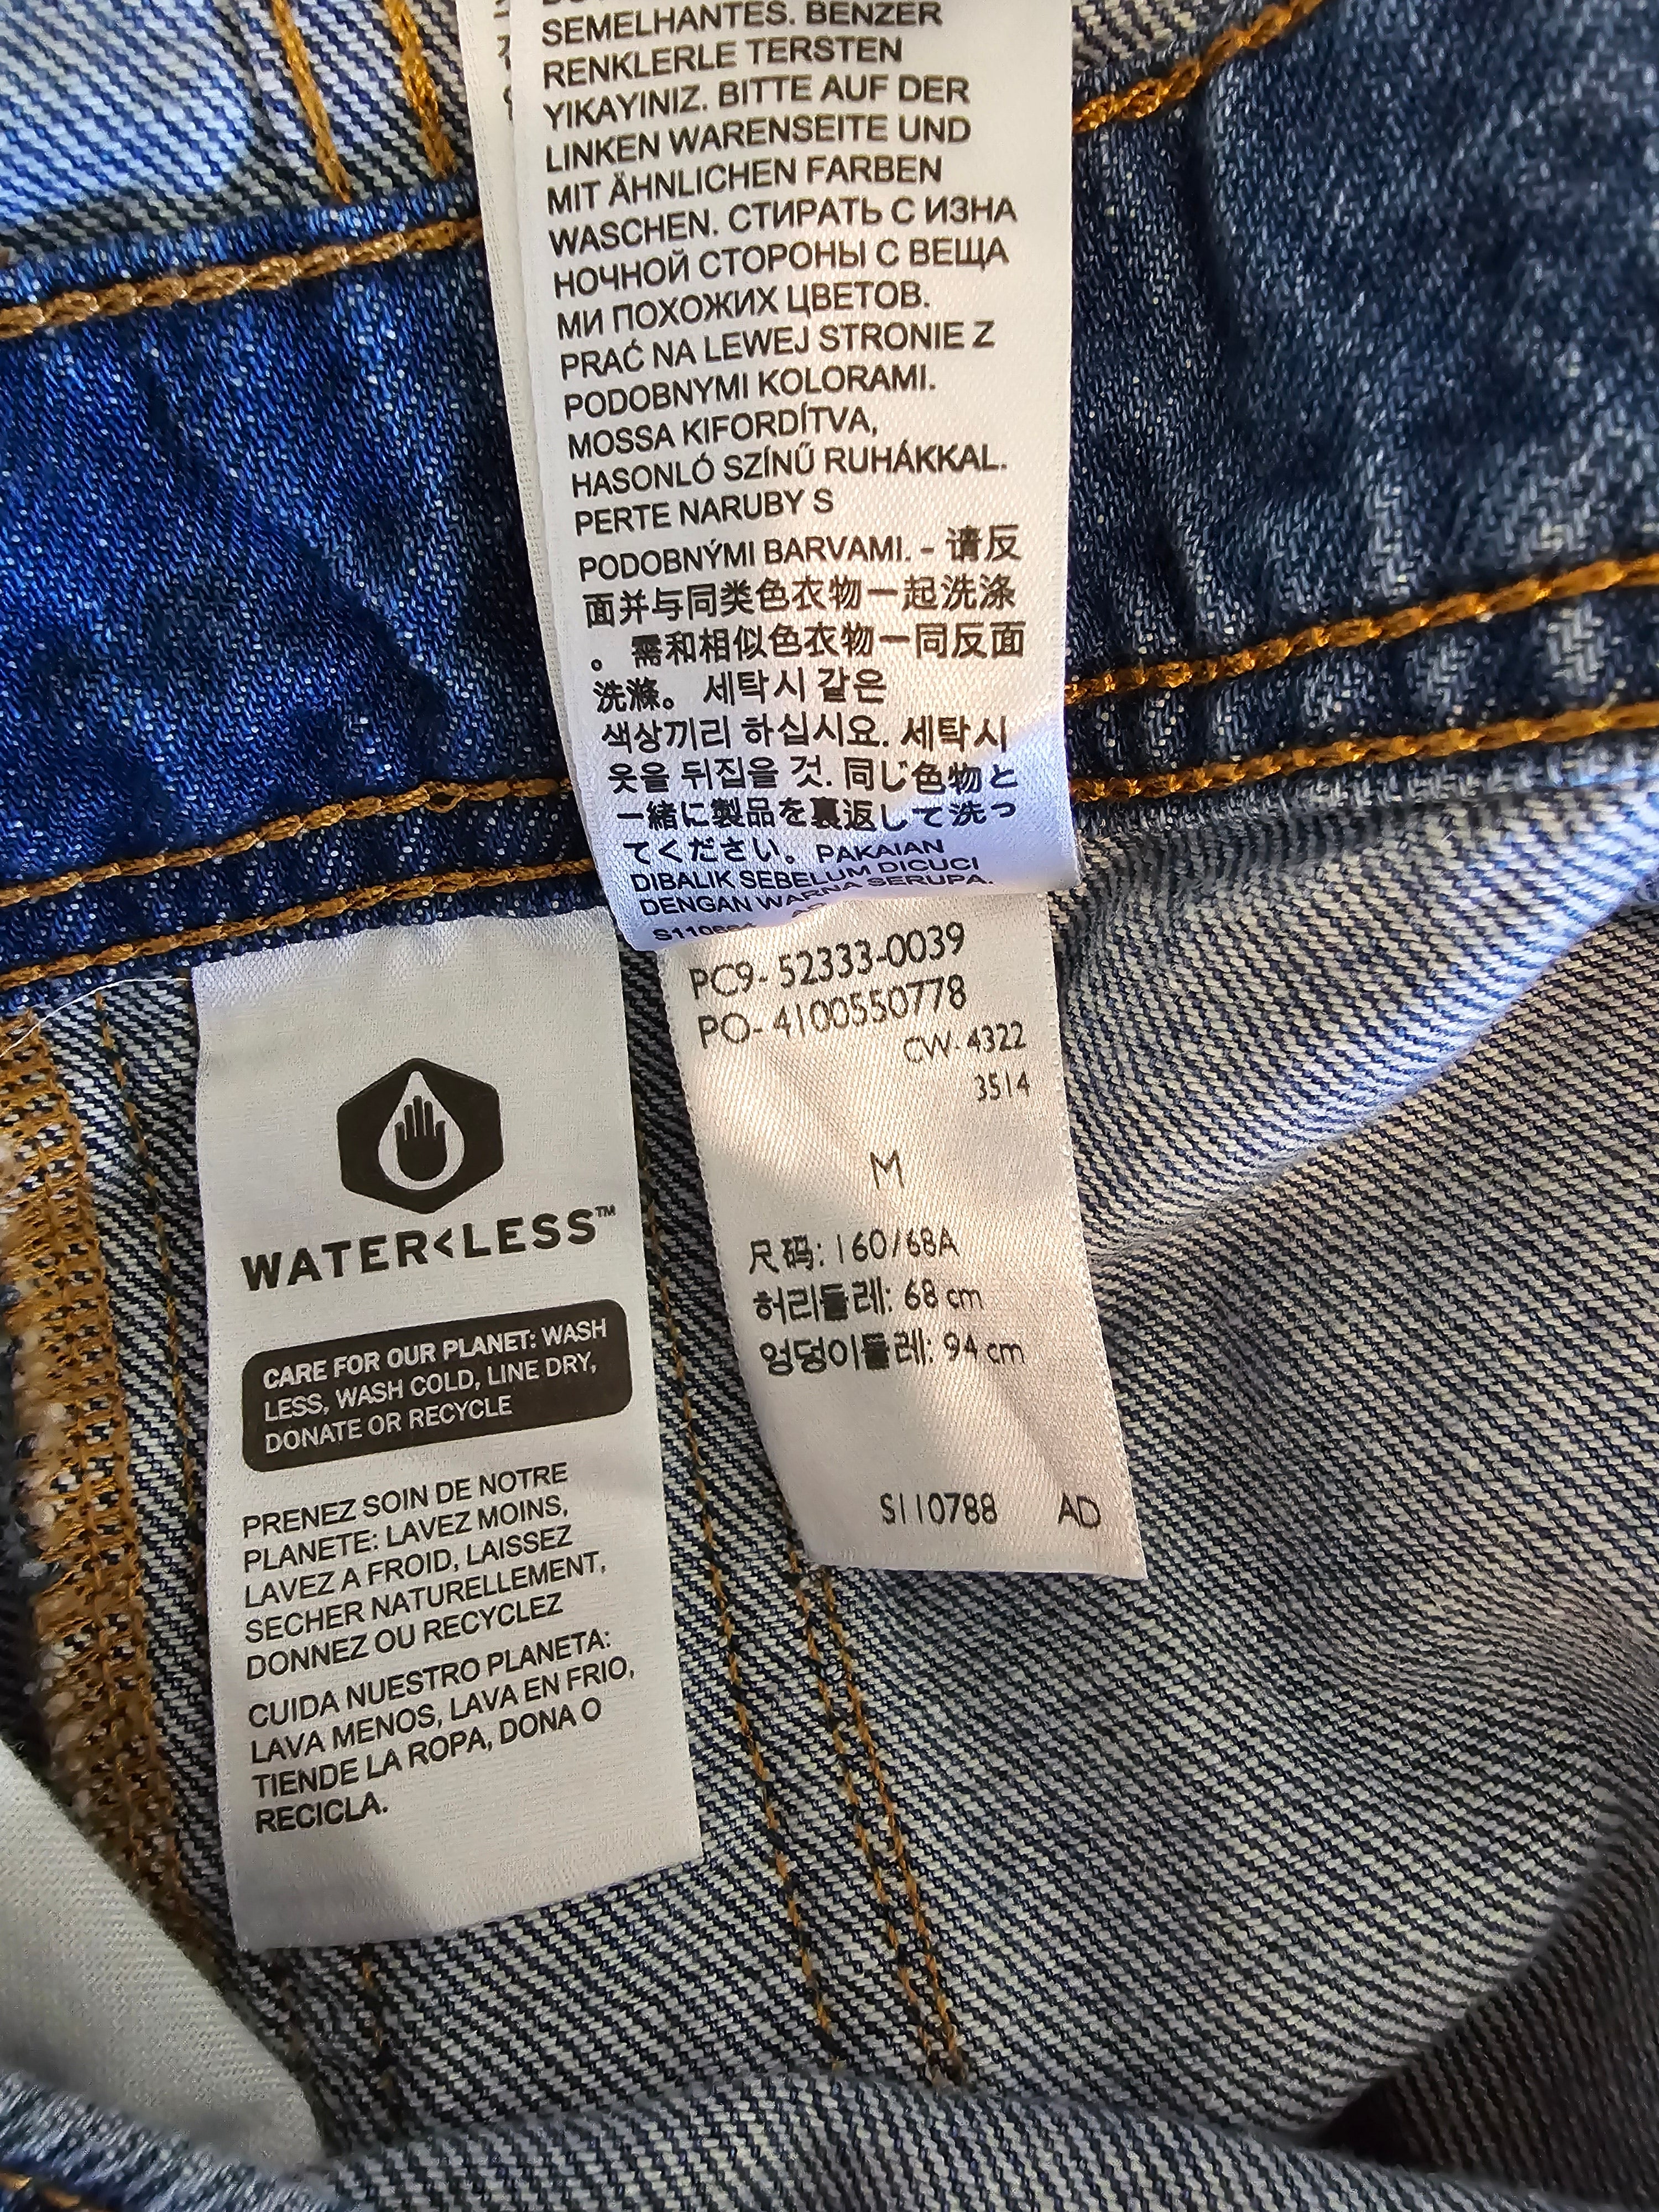 SEMELHANTES. BENZER
RENKLERLE TERSTEN
YIKAYINIZ. BITTE AUF DER
LINKEN WARENSEITE UND
MIT ÄHNLICHEN FARBEN
WASCHEN. СТИРАТЬ С ИЗНА
НОЧНОЙ СТОРОНЫ С ВЕЩА
МИ ПОХОЖИХ ЦВЕТОВ.
PRAĆ NA LEWEJ STRONIE Z
PODOBNYMI KOLORAMI.
MOSSA KIFORDÍTVA,
HASONLÓ SZÍNŰ RUHÁKKAL.
PERTE NARUBY S
PODOBNÝMI BARVAMI. - 请反
面并与同类色衣物一起洗涤
。需和相似色衣物一同反面
洗滌。 세탁시 같은
색상끼리 하십시요. 세탁시
옷을 뒤집을 것. 同じ色物と
一緒に製品を裏返して洗っ
てください。PAKAIAN
DIBALIK SEBELUM DICUCI
DENGAN WARNA SERUPA.
PC9-52333-0039
PO-4100550778
CW-4322
3514
M
尺码: 160/68A
허리둘레: 68 cm
엉덩이둘레: 94 cm
S110788 AD
WATER<LESS™
CARE FOR OUR PLANET: WASH
LESS, WASH COLD, LINE DRY,
DONATE OR RECYCLE
PRENEZ SOIN DE NOTRE
PLANETE: LAVEZ MOINS,
LAVEZ A FROID, LAISSEZ
SECHER NATURELLEMENT,
DONNEZ OU RECYCLEZ
CUIDA NUESTRO PLANETA:
LAVA MENOS, LAVA EN FRIO,
TIENDE LA ROPA, DONA O
RECICLA.